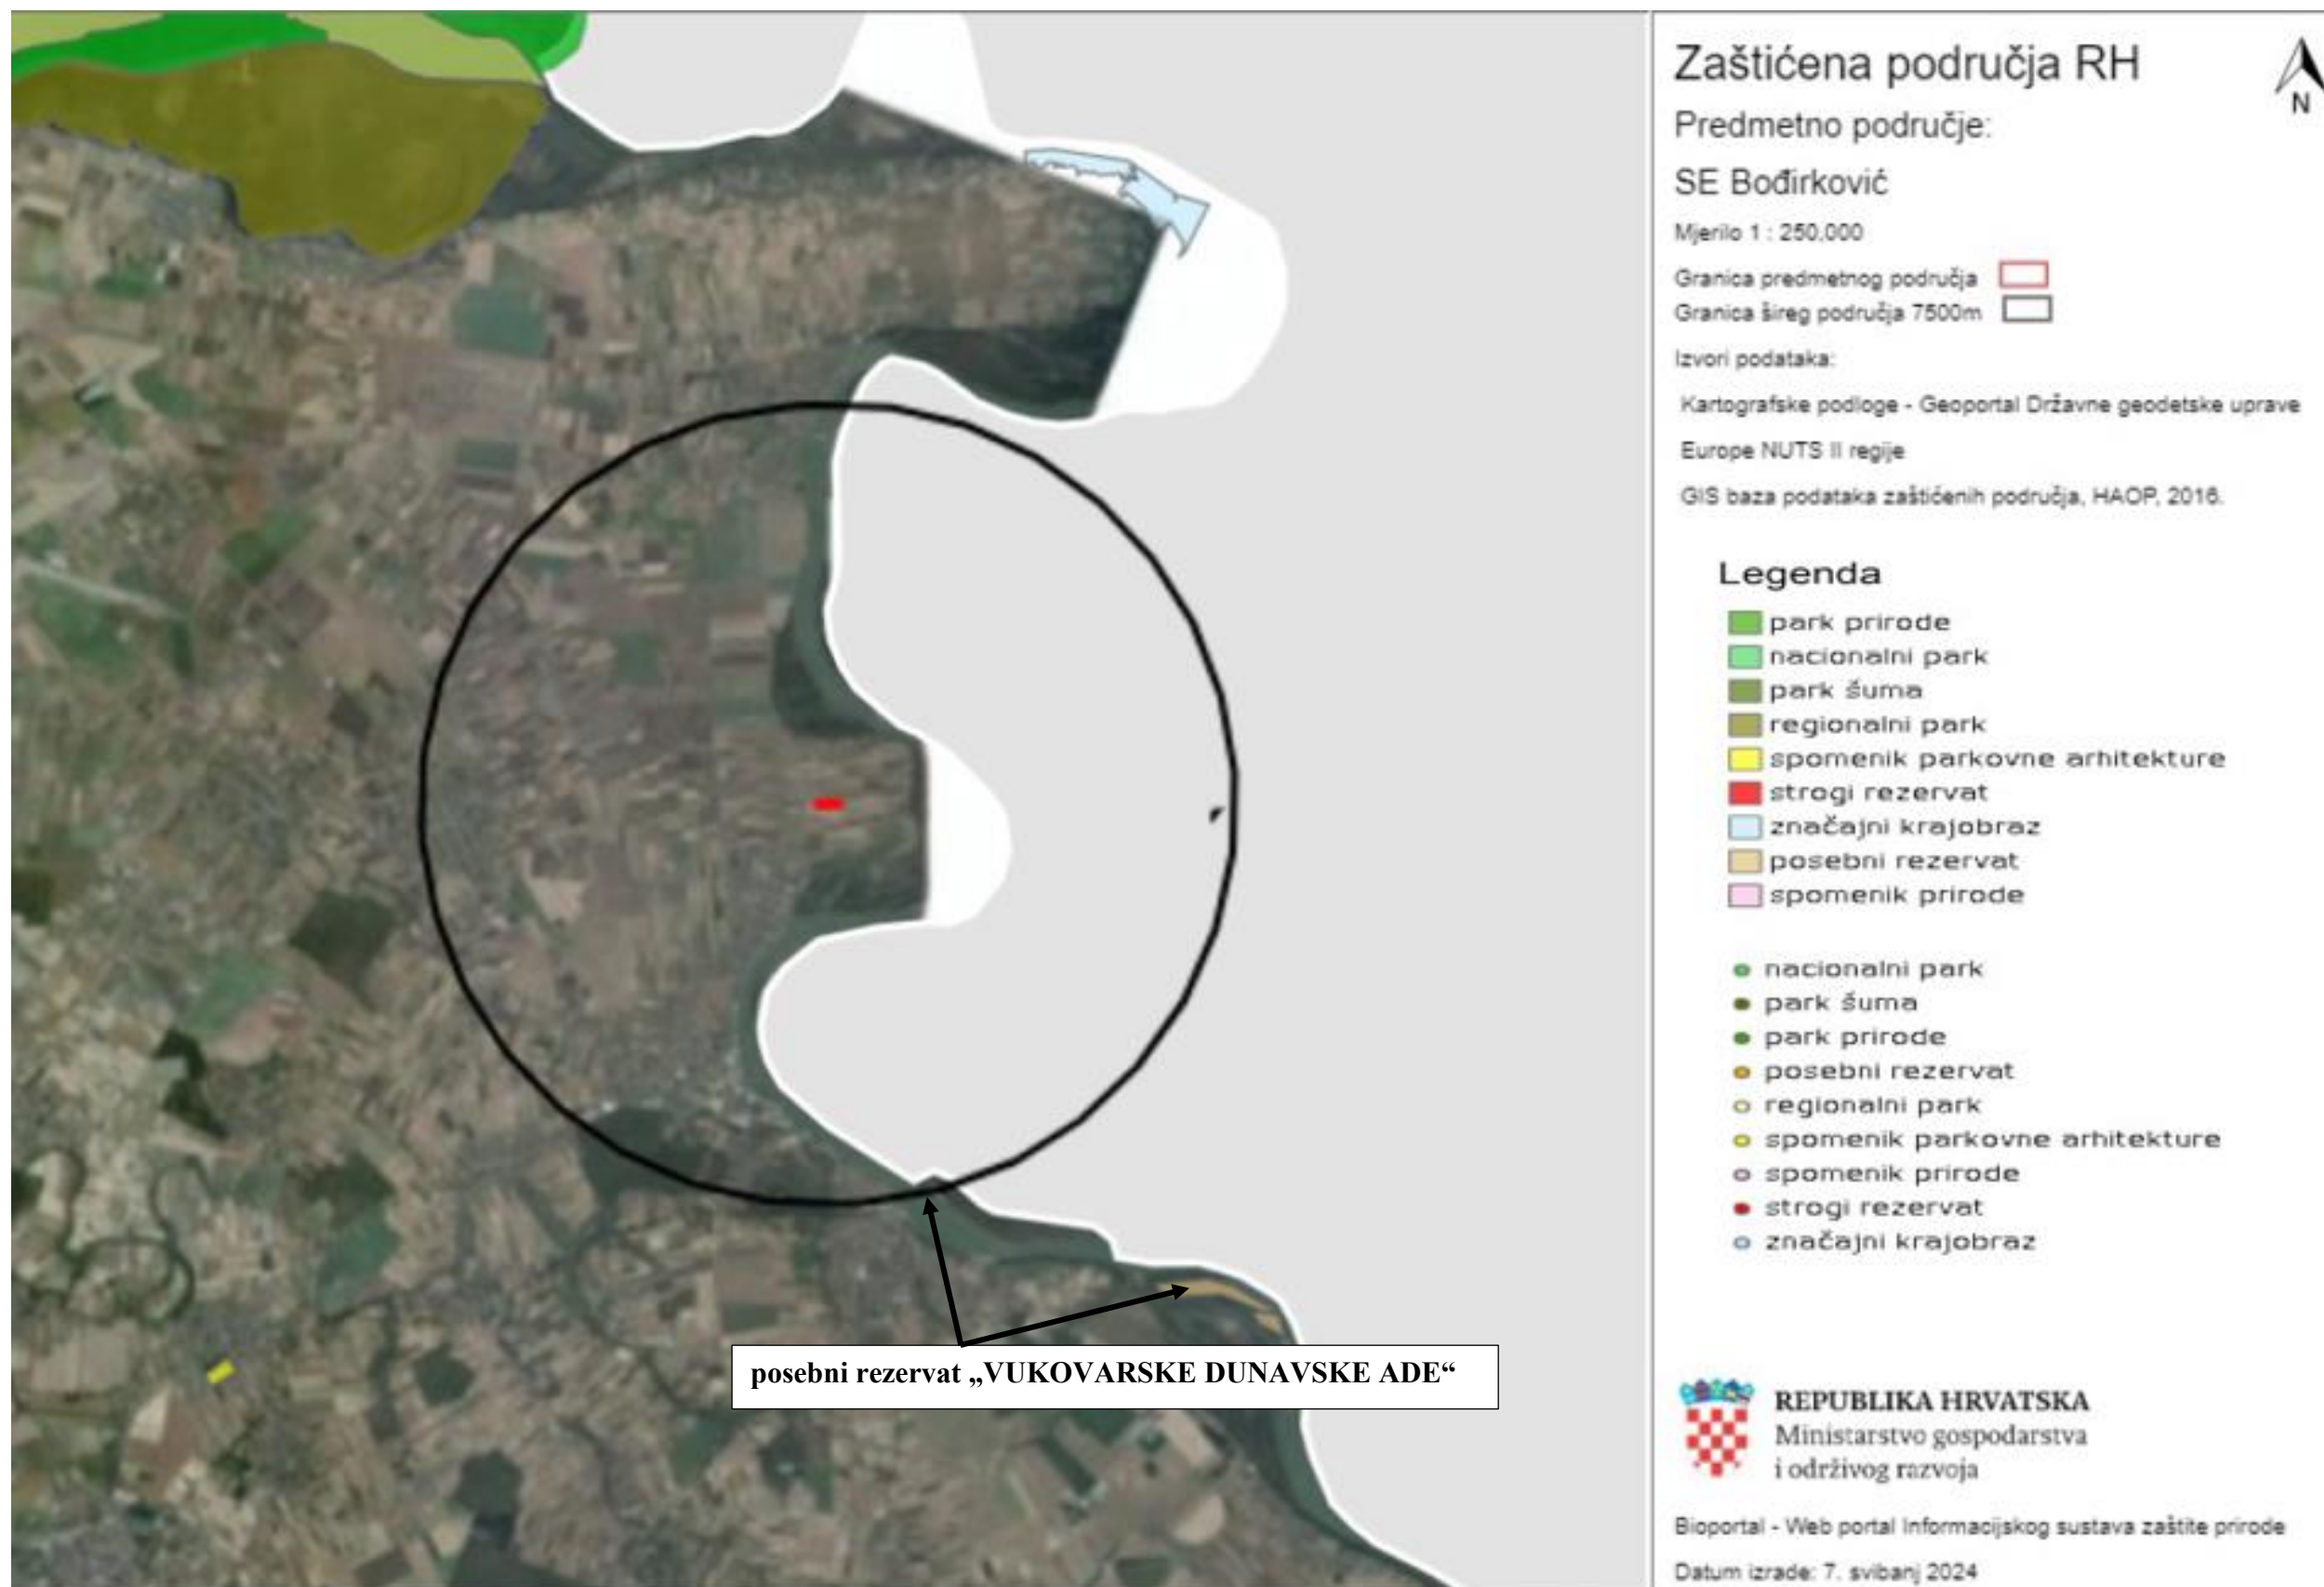 Zaštićena područja RH
N
Predmetno područje:
SE Bođirković
Mjerilo 1 : 250,000
Granica predmetnog područja
Granica šireg područja 7500m
Izvori podataka:
Kartografske podloge - Geoportal Državne geodetske uprave
Europe NUTS II regije
GIS baza podataka zaštićenih područja, HAOP, 2016.
Legenda
park prirode
nacionalni park
park šuma
regionalni park
spomenik parkovne arhitekture
strogi rezervat
značajni krajobraz
posebni rezervat
spomenik prirode
nacionalni park
park šuma
park prirode
posebni rezervat
regionalni park
spomenik parkovne arhitekture
spomenik prirode
strogi rezervat
značajni krajobraz
posebni rezervat „VUKOVARSKE DUNAVSKE ADE“
REPUBLIKA HRVATSKA
Ministarstvo gospodarstva
i održivog razvoja
Bioportal - Web portal Informacijskog sustava zaštite prirode
Datum izrade: 7. svibanj 2024